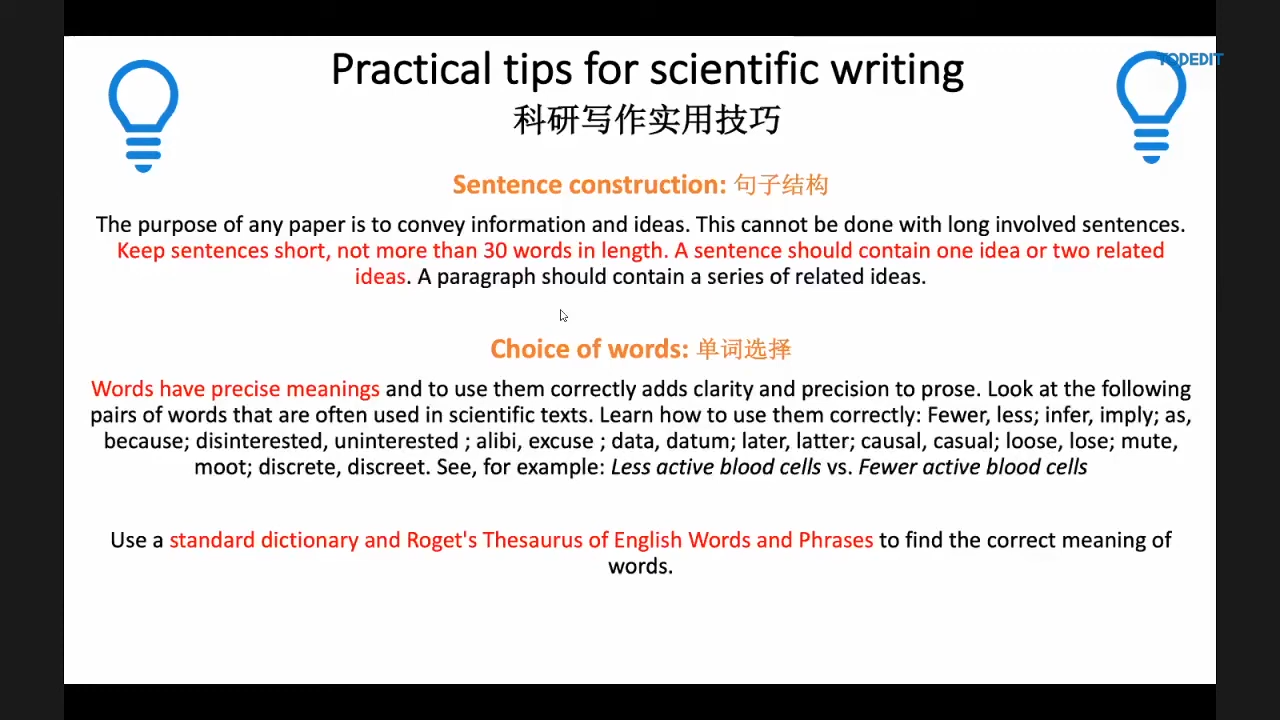 TODEDIT
Practical tips for scientific writing
科研写作实用技巧
Sentence construction: 句子结构
The purpose of any paper is to convey information and ideas. This cannot be done with long involved sentences.
Keep sentences short, not more than 30 words in length. A sentence should contain one idea or two related
ideas. A paragraph should contain a series of related ideas.
Choice of words: 单词选择
Words have precise meanings and to use them correctly adds clarity and precision to prose. Look at the following
pairs of words that are often used in scientific texts. Learn how to use them correctly: Fewer, less; infer, imply; as,
because; disinterested, uninterested ; alibi, excuse ; data, datum; later, latter; causal, casual; loose, lose; mute,
moot; discrete, discreet. See, for example: Less active blood cells vs. Fewer active blood cells
Use a standard dictionary and Roget's Thesaurus of English Words and Phrases to find the correct meaning of
words.